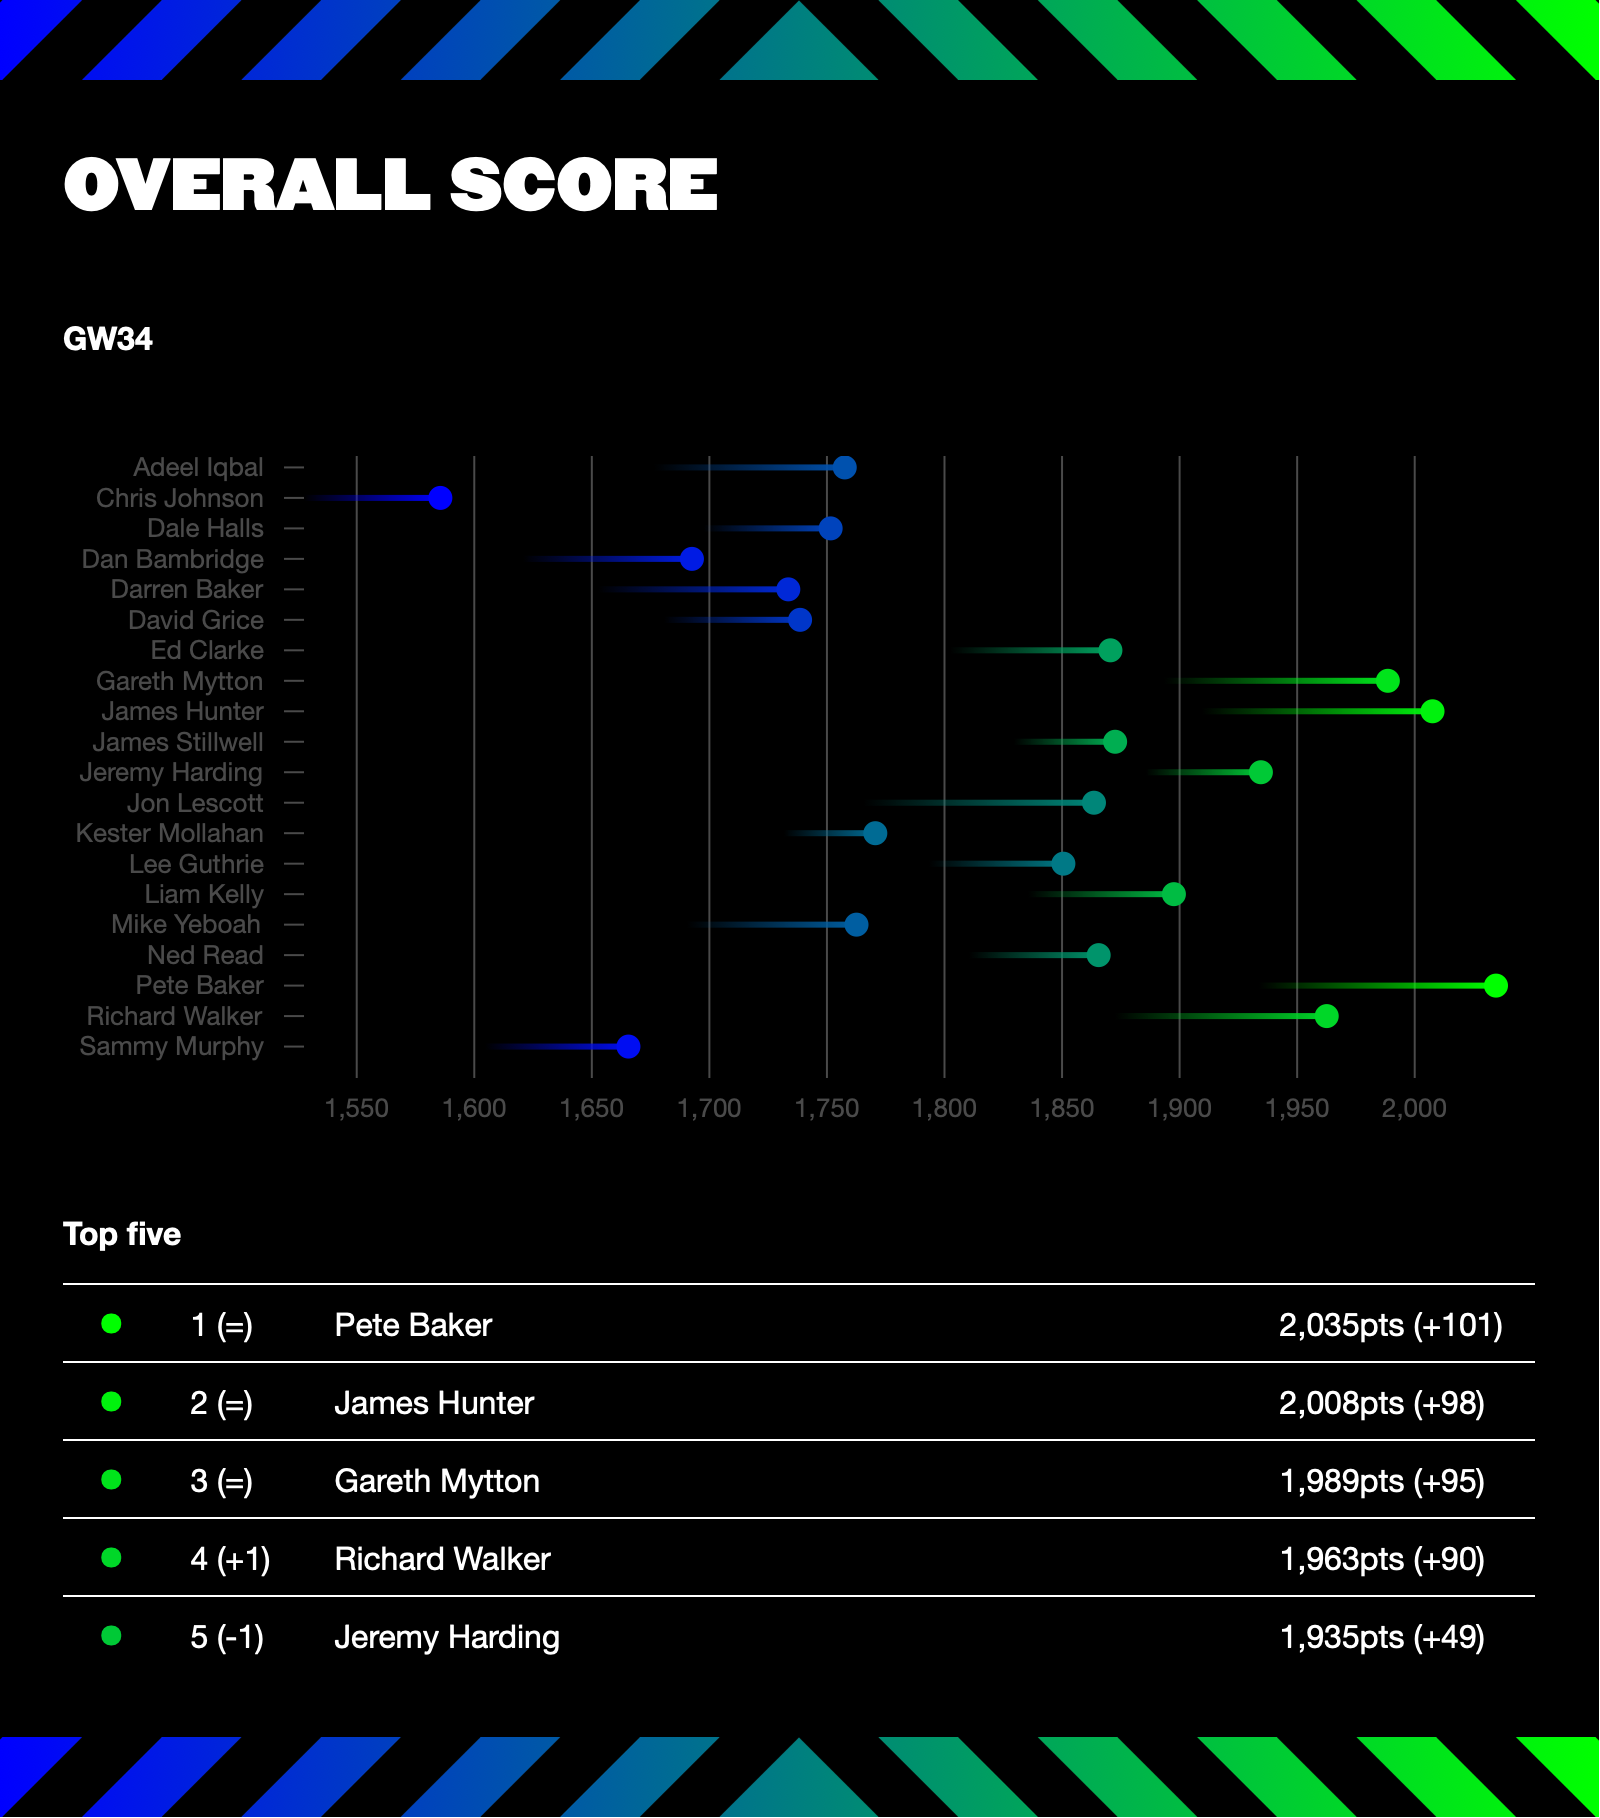 OVERALL SCORE
GW34
Adeel Iqbal
Chris Johnson
Dale Halls
Dan Bambridge
Darren Baker
David Grice
Ed Clarke
Gareth Mytton
James Hunter
James Stillwell
Jeremy Harding
Jon Lescott
Kester Mollahan
Lee Guthrie
Liam Kelly
Mike Yeboah
Ned Read
Pete Baker
Richard Walker
Sammy Murphy
1,550 1,600 1,650 1,700 1,750 1,800 1,850 1,900 1,950 2,000
Top five
1 (=) Pete Baker 2,035pts (+101)
2 (=) James Hunter 2,008pts (+98)
3 (=) Gareth Mytton 1,989pts (+95)
4 (+1) Richard Walker 1,963pts (+90)
5 (-1) Jeremy Harding 1,935pts (+49)